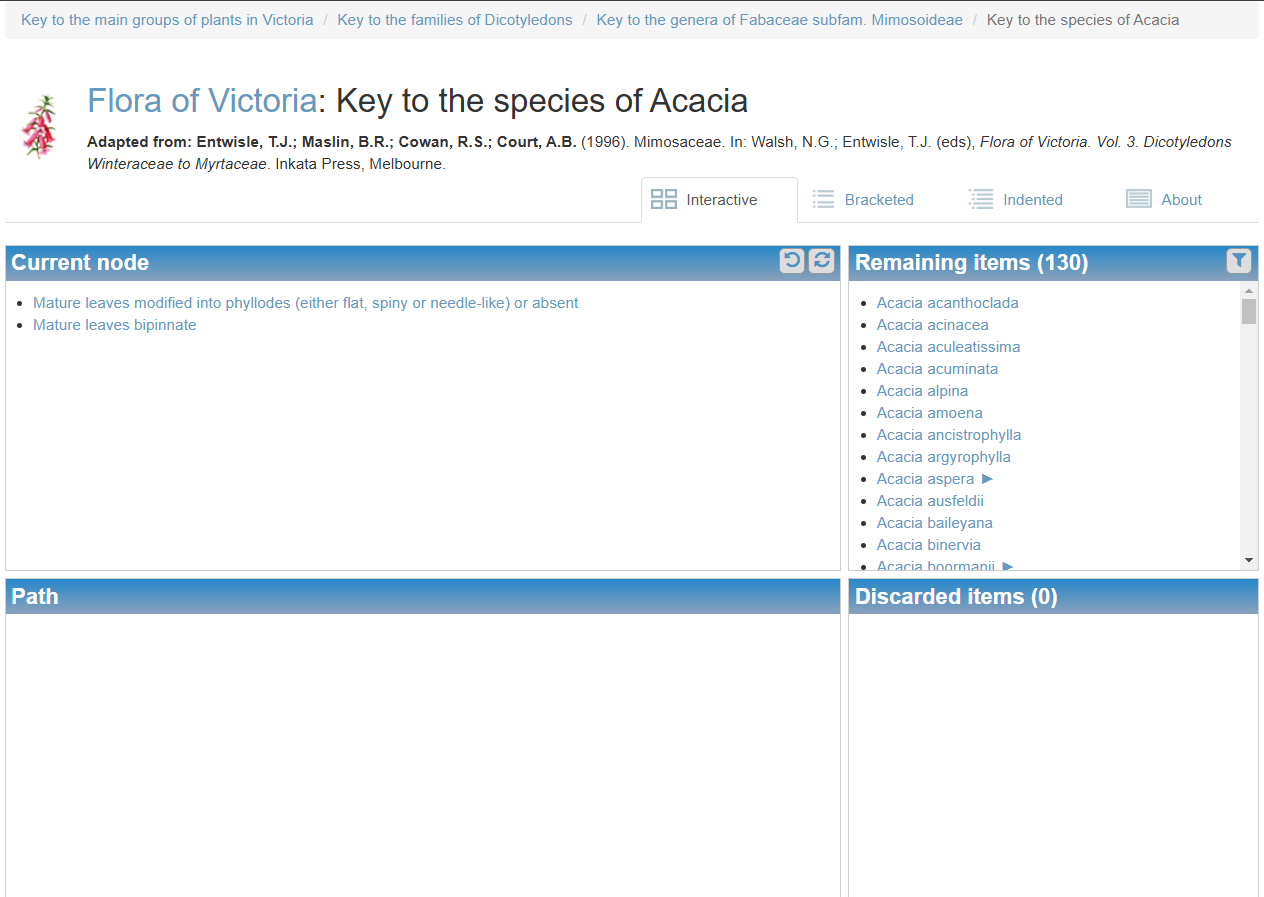 Key to the main groups of plants in Victoria / Key to the families of Dicotyledons / Key to the genera of Fabaceae subfam. Mimosoideae / Key to the species of Acacia
Flora of Victoria: Key to the species of Acacia
Adapted from: Entwisle, T.J.; Maslin, B.R.; Cowan, R.S.; Court, A.B. (1996). Mimosaceae. In: Walsh, N.G.; Entwisle, T.J. (eds), Flora of Victoria. Vol. 3. Dicotyledons
Winteraceae to Myrtaceae. Inkata Press, Melbourne.
Interactive Bracketed Indented About
Current node
Mature leaves modified into phyllodes (either flat, spiny or needle-like) or absent
Mature leaves bipinnate
Remaining items (130)
Acacia acanthoclada
Acacia acinacea
Acacia aculeatissima
Acacia acuminata
Acacia alpina
Acacia amoena
Acacia ancistrophylla
Acacia argyrophylla
Acacia aspera ►
Acacia ausfeldii
Acacia baileyana
Acacia binervia
Acacia boormanii ►
Path
Discarded items (0)